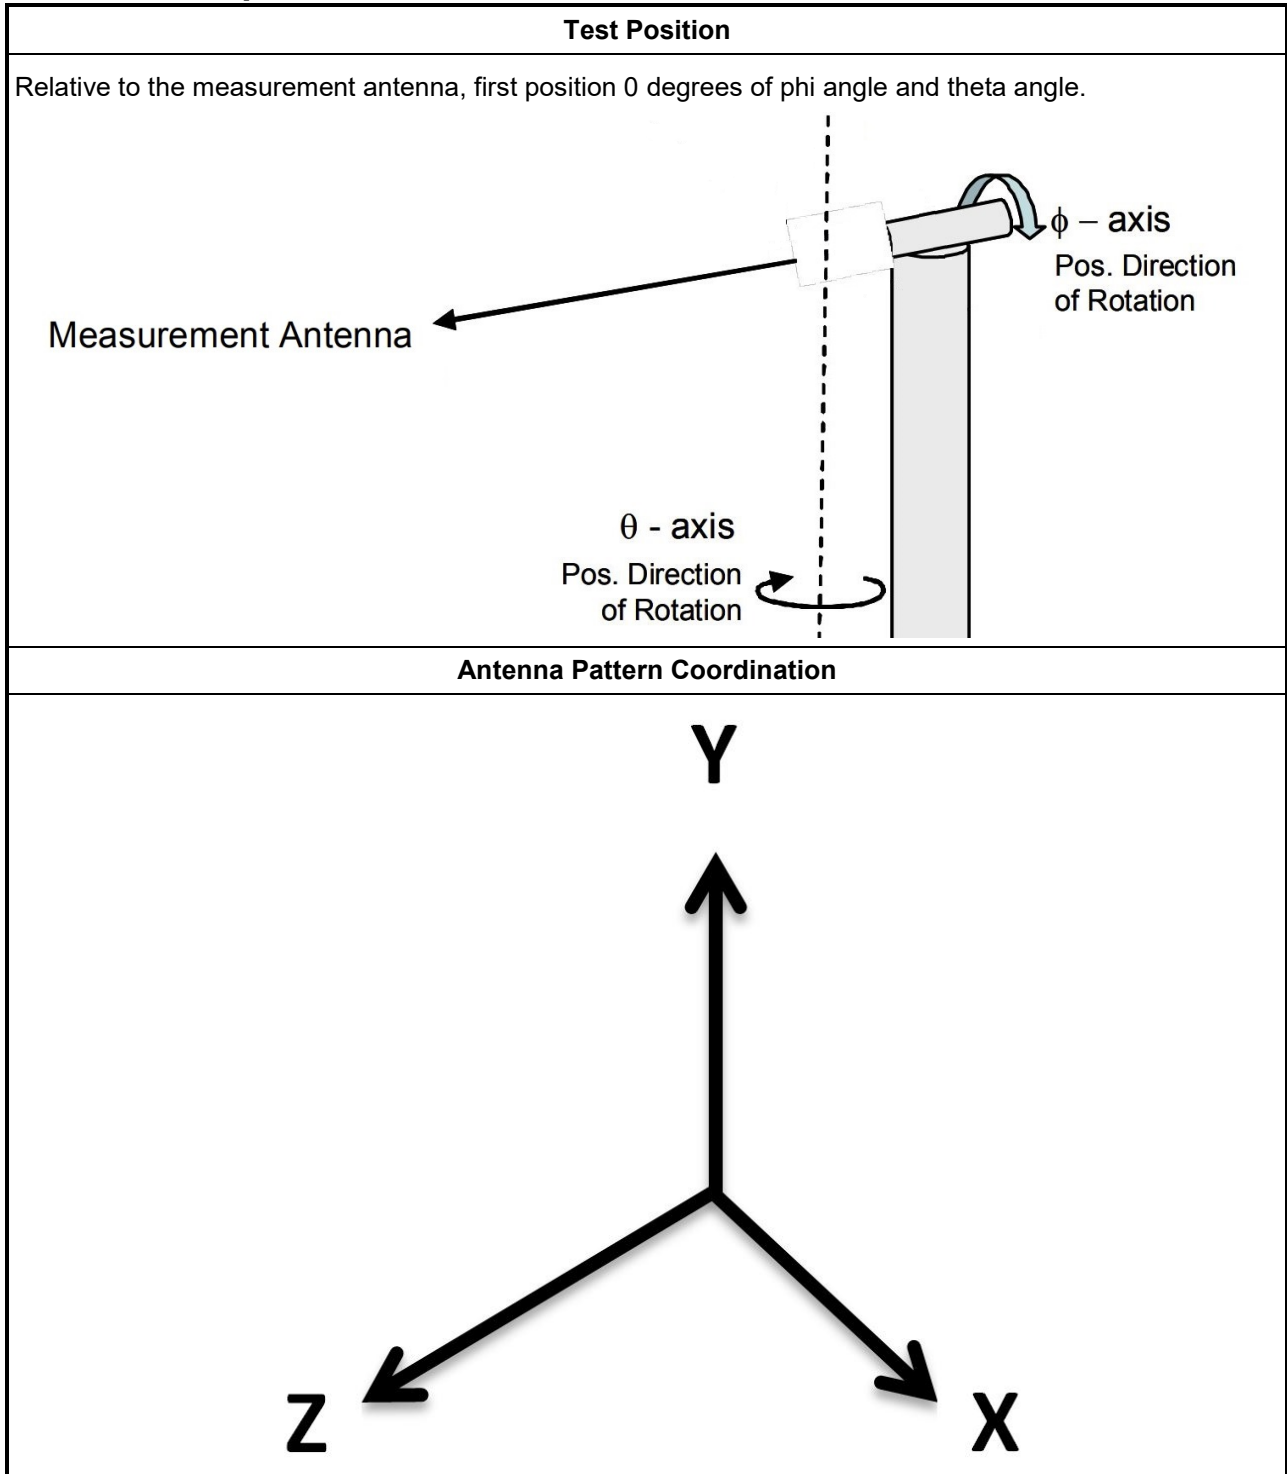 Test Position
Relative to the measurement antenna, first position 0 degrees of phi angle and theta angle.
ϕ – axis
Pos. Direction
of Rotation
Measurement Antenna
θ - axis
Pos. Direction
of Rotation
Antenna Pattern Coordination
Y
Z
X